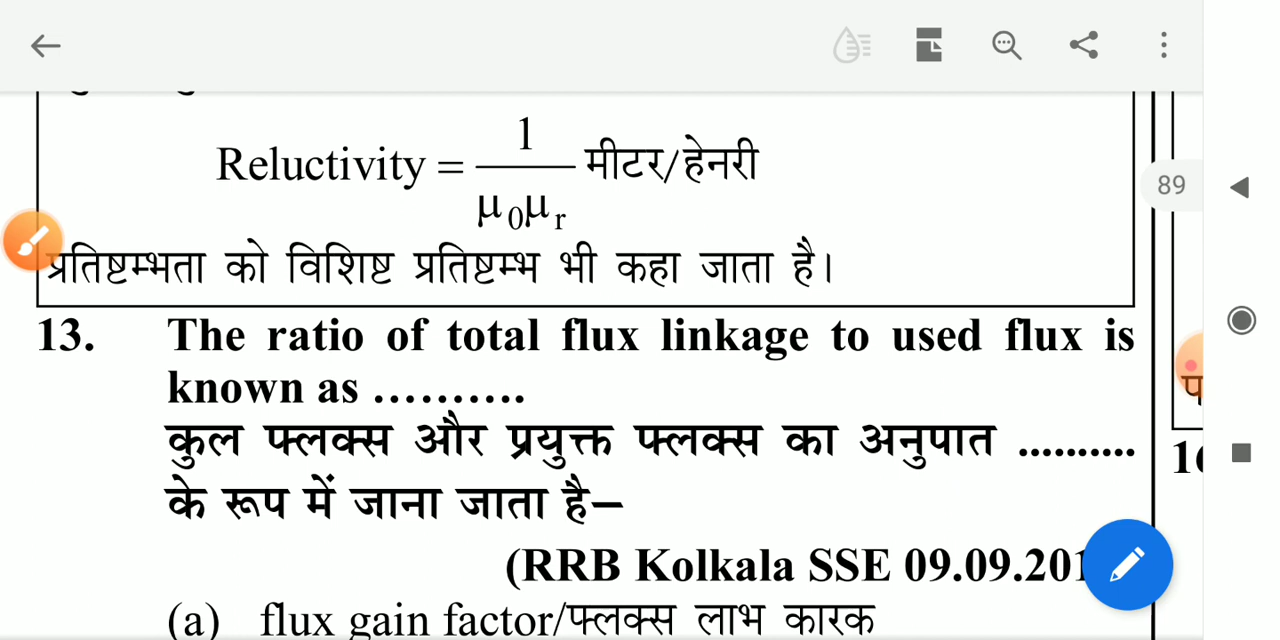 Reluctivity = 1/μ₀μᵣ मीटर/हेनरी
89
प्रतिष्टम्भता को विशिष्ट प्रतिष्टम्भ भी कहा जाता है।
13. The ratio of total flux linkage to used flux is
known as ..........
कुल फ्लक्स और प्रयुक्त फ्लक्स का अनुपात ..........
के रूप में जाना जाता है–
(RRB Kolkala SSE 09.09.201
(a) flux gain factor/फ्लक्स लाभ कारक